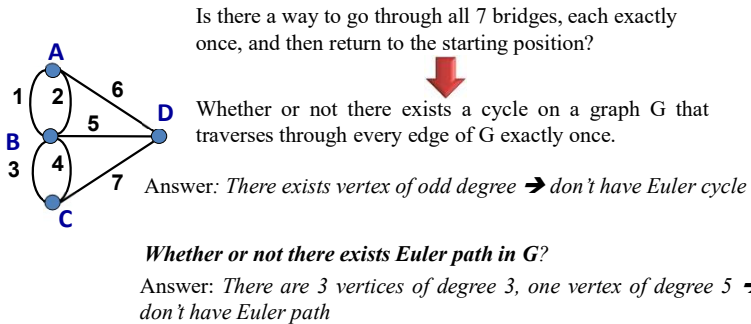 Is there a way to go through all 7 bridges, each exactly
once, and then return to the starting position?
A
1
2
6
5
D
B
3
4
7
C
Whether or not there exists a cycle on a graph G that
traverses through every edge of G exactly once.
Answer: There exists vertex of odd degree ➔ don't have Euler cycle
Whether or not there exists Euler path in G?
Answer: There are 3 vertices of degree 3, one vertex of degree 5 ➔
don't have Euler path